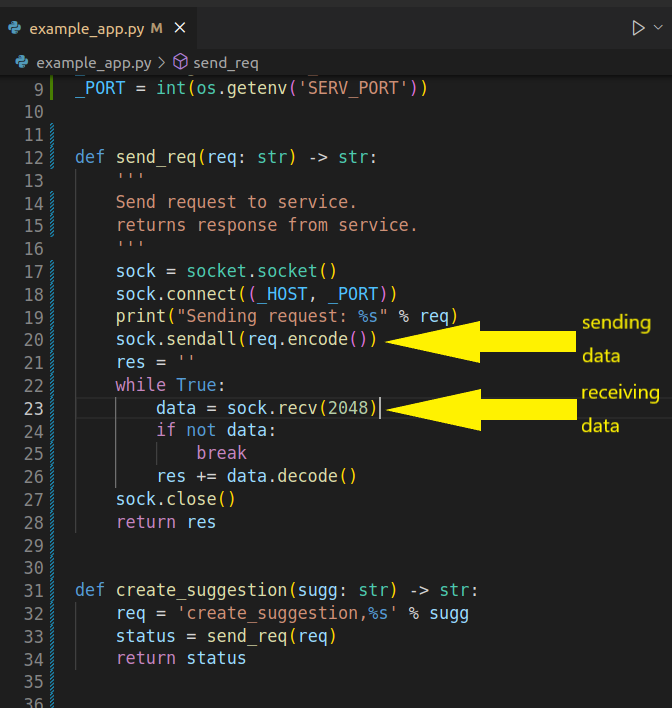 example_app.py M ×
example_app.py > send_req
9 _PORT = int(os.getenv('SERV_PORT'))
10
11
12 def send_req(req: str) -> str:
13     '''
14     Send request to service.
15     returns response from service.
16     '''
17     sock = socket.socket()
18     sock.connect((_HOST, _PORT))
19     print("Sending request: %s" % req)
20     sock.sendall(req.encode())
sending
data
21     res = ''
22     while True:
23         data = sock.recv(2048)
receiving
data
24         if not data:
25             break
26         res += data.decode()
27     sock.close()
28     return res
29
30
31 def create_suggestion(sugg: str) -> str:
32     req = 'create_suggestion,%s' % sugg
33     status = send_req(req)
34     return status
35
36